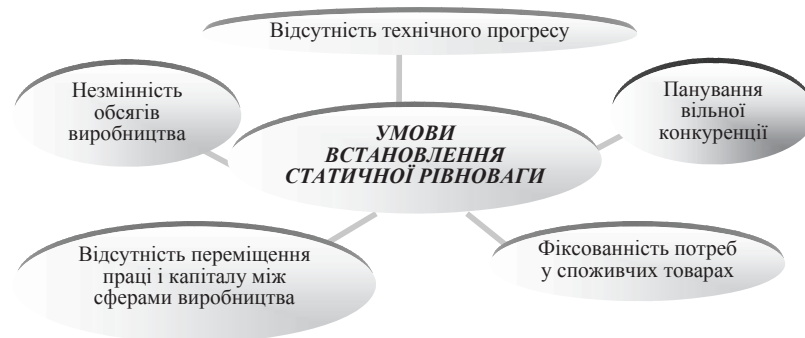 Відсутність технічного прогресу
Незмінність
обсягів
виробництва
Панування
вільної
конкуренції
УМОВИ
ВСТАНОВЛЕННЯ
СТАТИЧНОЇ РІВНОВАГИ
Відсутність переміщення
праці і капіталу між
сферами виробництва
Фіксованність потреб
у споживчих товарах